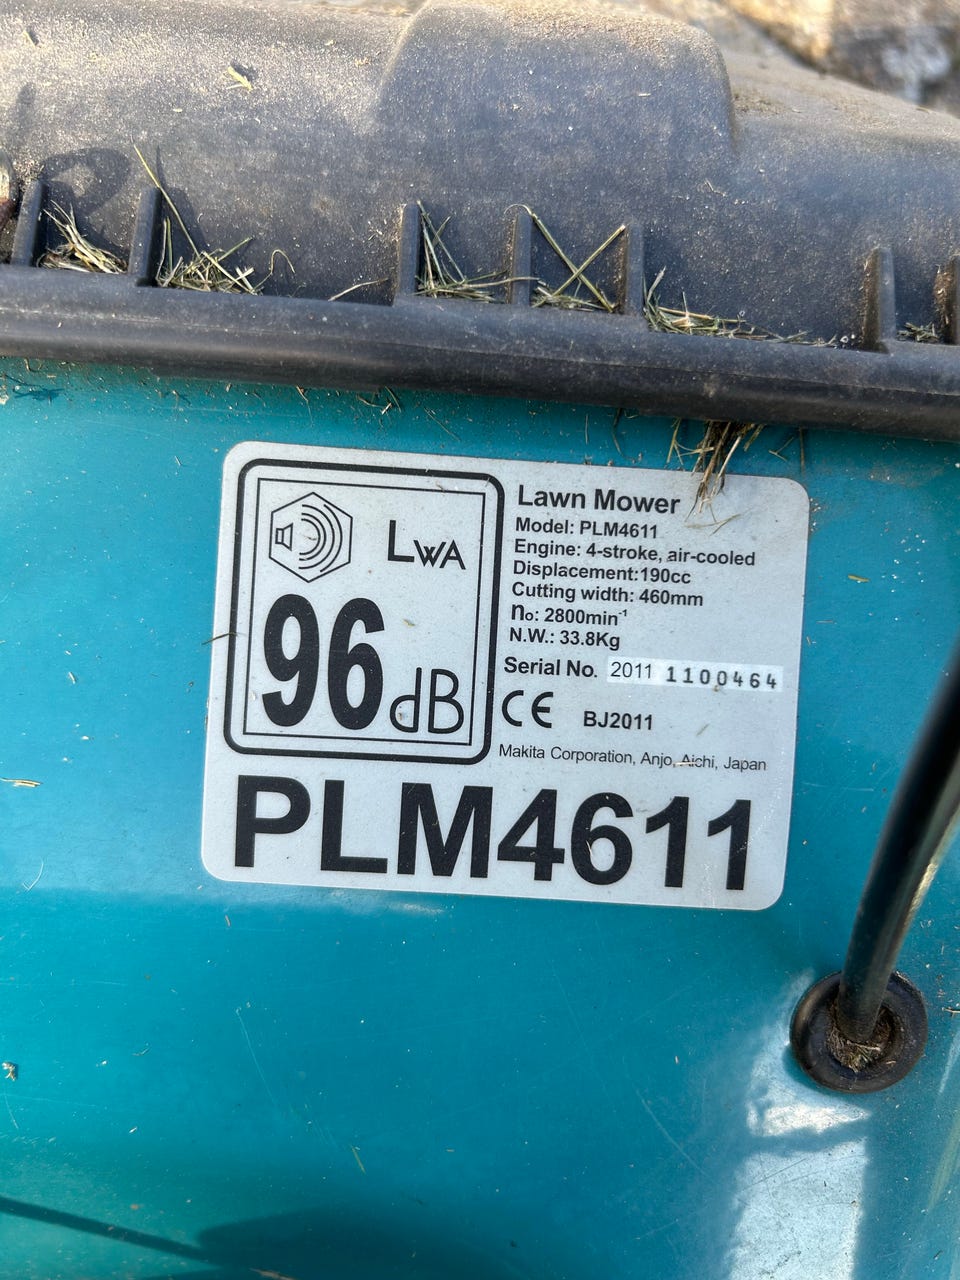 LWA
96 dB
Lawn Mower
Model: PLM4611
Engine: 4-stroke, air-cooled
Displacement:190cc
Cutting width: 460mm
no: 2800min⁻¹
N.W.: 33.8Kg
Serial No. 2011 1100464
CE BJ2011
Makita Corporation, Anjo, Aichi, Japan
PLM4611